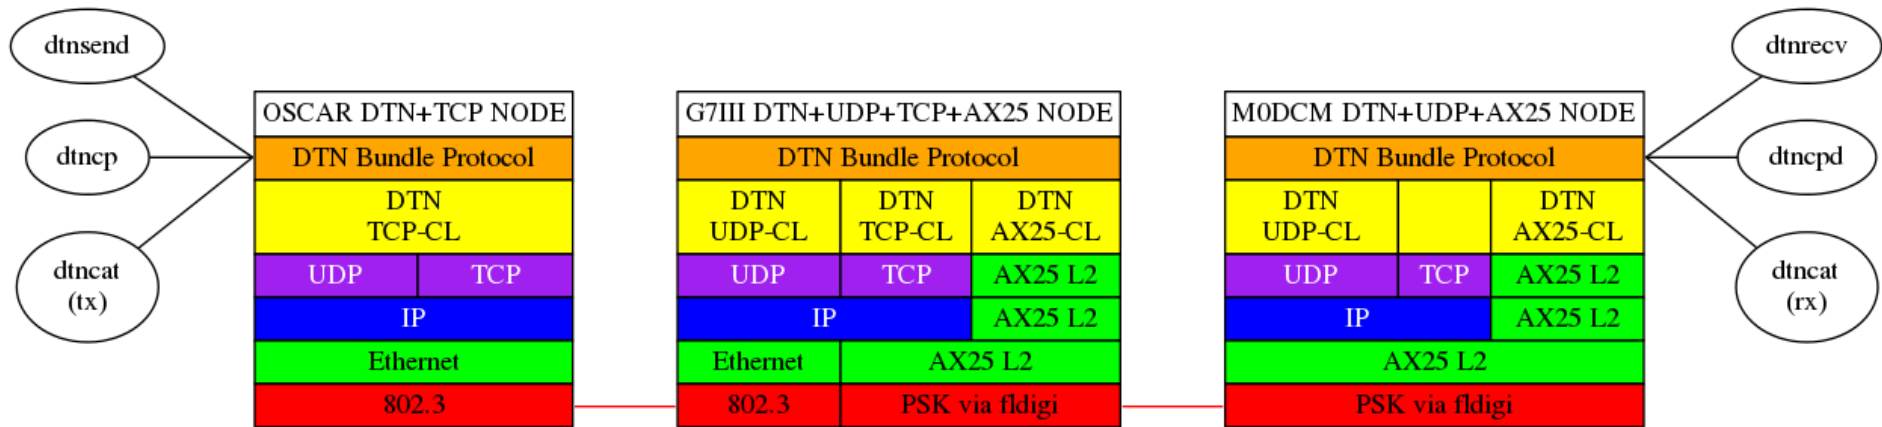 dtnsend
dtncp
dtncat
(tx)
OSCAR DTN+TCP NODE
DTN Bundle Protocol
DTN
TCP-CL
UDP TCP
IP
Ethernet
802.3
G7III DTN+UDP+TCP+AX25 NODE
DTN Bundle Protocol
DTN DTN DTN
UDP-CL TCP-CL AX25-CL
UDP TCP AX25 L2
IP AX25 L2
Ethernet AX25 L2
802.3 PSK via fldigi
M0DCM DTN+UDP+AX25 NODE
DTN Bundle Protocol
DTN DTN
UDP-CL AX25-CL
UDP TCP AX25 L2
IP AX25 L2
AX25 L2
PSK via fldigi
dtnrecv
dtncpd
dtncat
(rx)